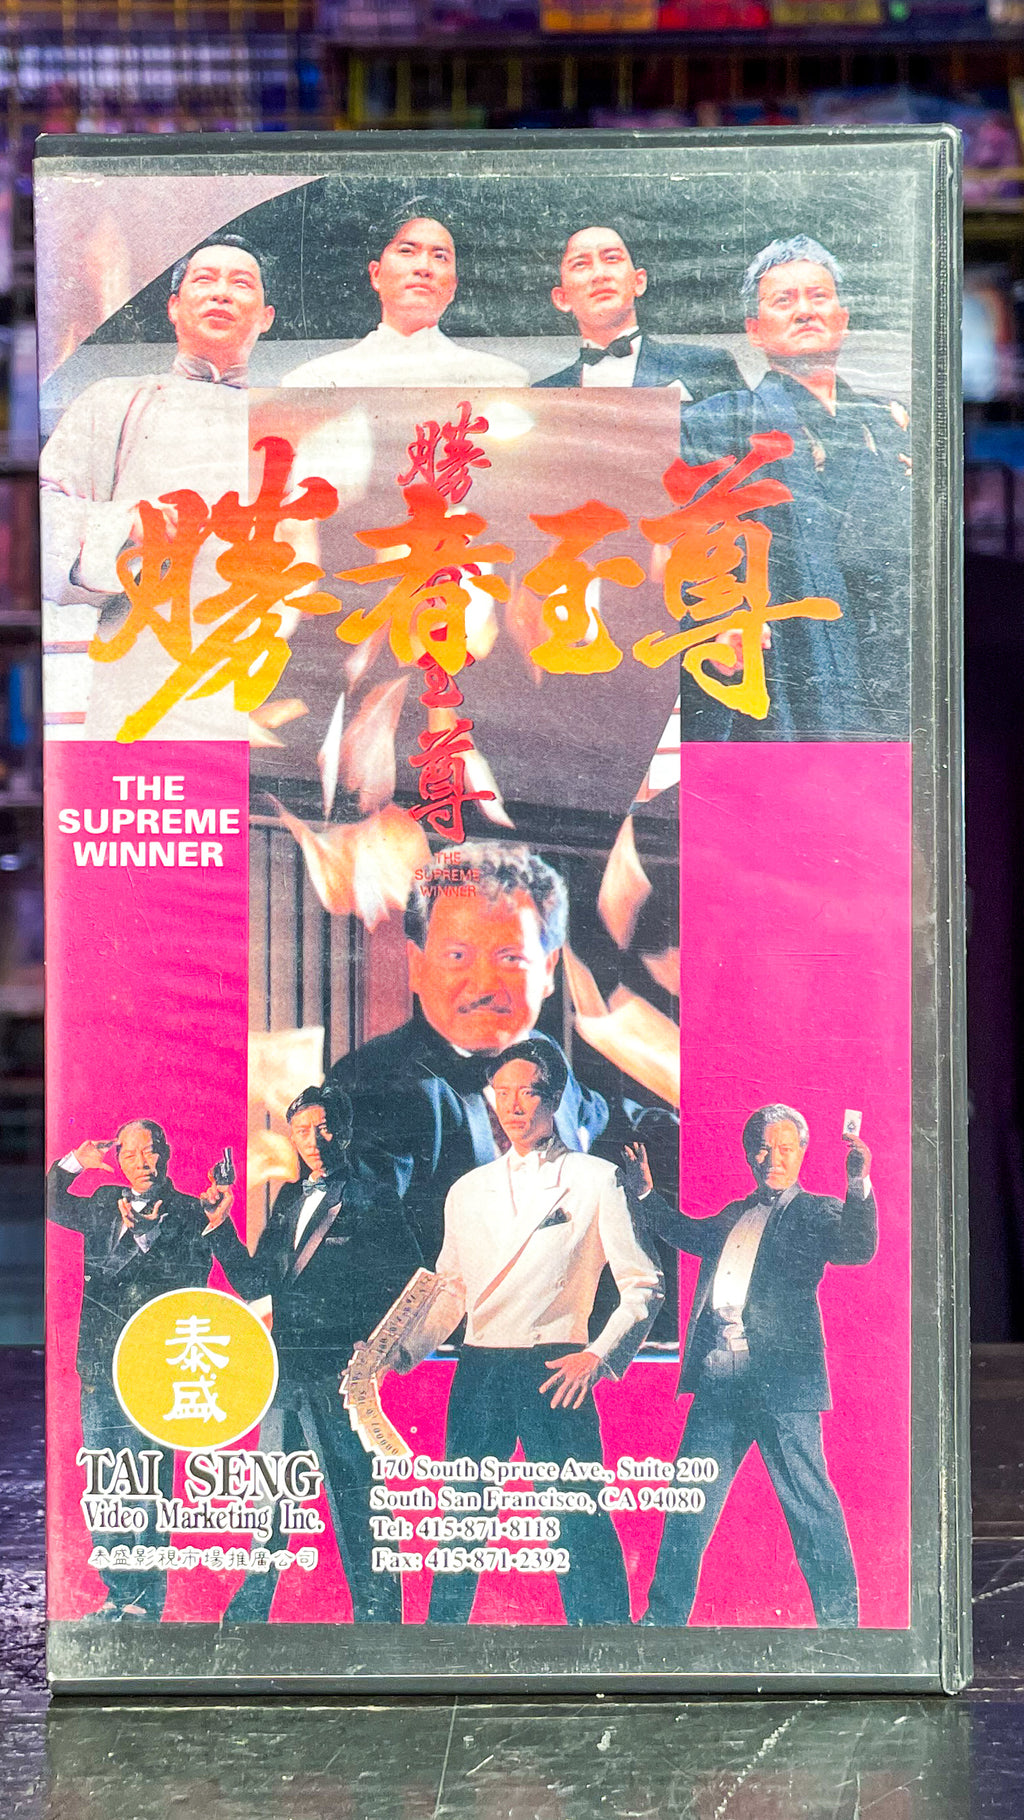 勝者至尊
勝者至尊
THE
SUPREME
WINNER
THE
SUPREME
WINNER
泰盛
TAI SENG
Video Marketing Inc.
泰盛影視市場推廣公司
170 South Spruce Ave., Suite 200
South San Francisco, CA 94080
Tel: 415•871•8118
Fax: 415•871•2392